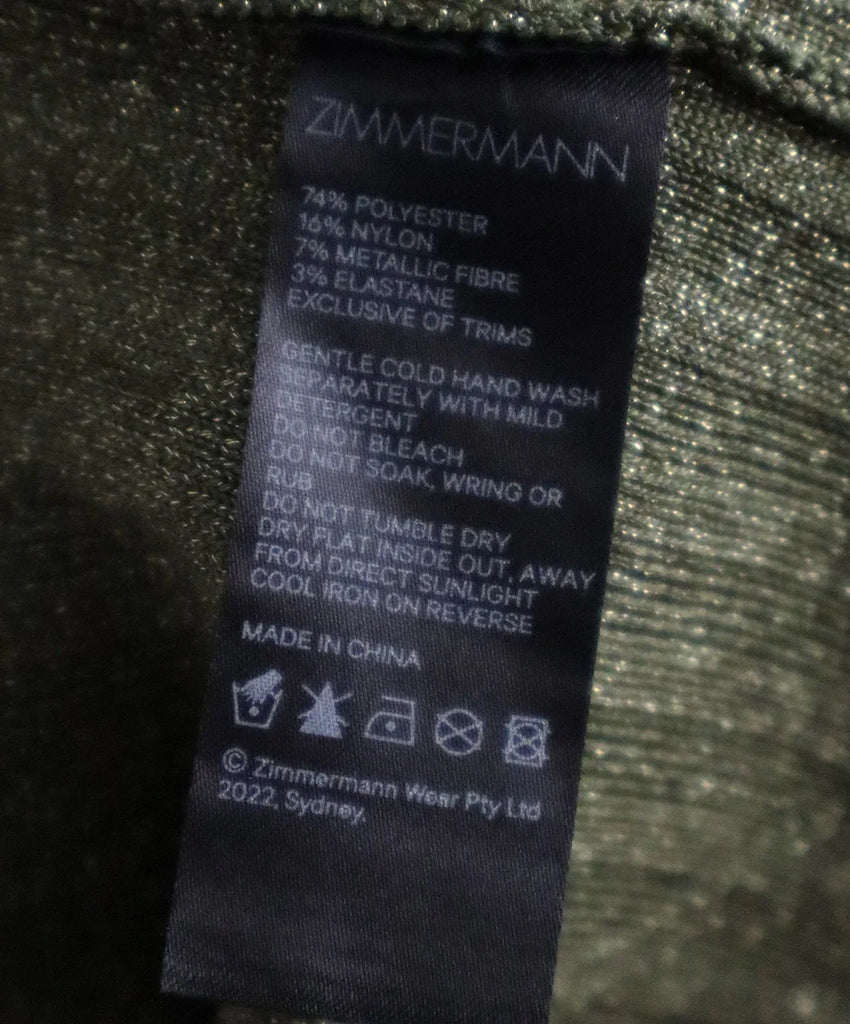 ZIMMERMANN
74% POLYESTER
16% NYLON
7% METALLIC FIBRE
3% ELASTANE
EXCLUSIVE OF TRIMS
GENTLE COLD HAND WASH
SEPARATELY WITH MILD
DETERGENT
DO NOT BLEACH
DO NOT SOAK, WRING OR
RUB
DO NOT TUMBLE DRY
DRY FLAT INSIDE OUT, AWAY
FROM DIRECT SUNLIGHT
COOL IRON ON REVERSE
MADE IN CHINA
© Zimmermann Wear Pty Ltd
2022, Sydney.